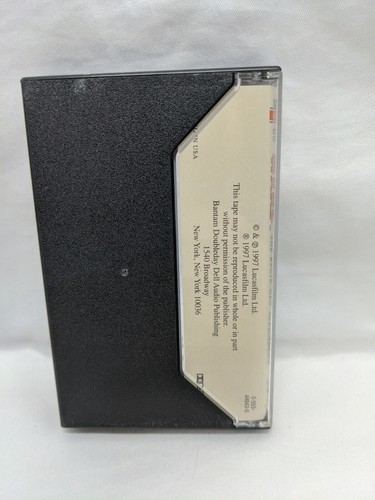 © & ℗ 1997 Lucasfilm Ltd.
® 1997 Lucasfilm Ltd.
This tape may not be reproduced in whole or in part
without permission of the publisher.
Bantam Doubleday Dell Audio Publishing
1540 Broadway
New York, New York 10036
USA